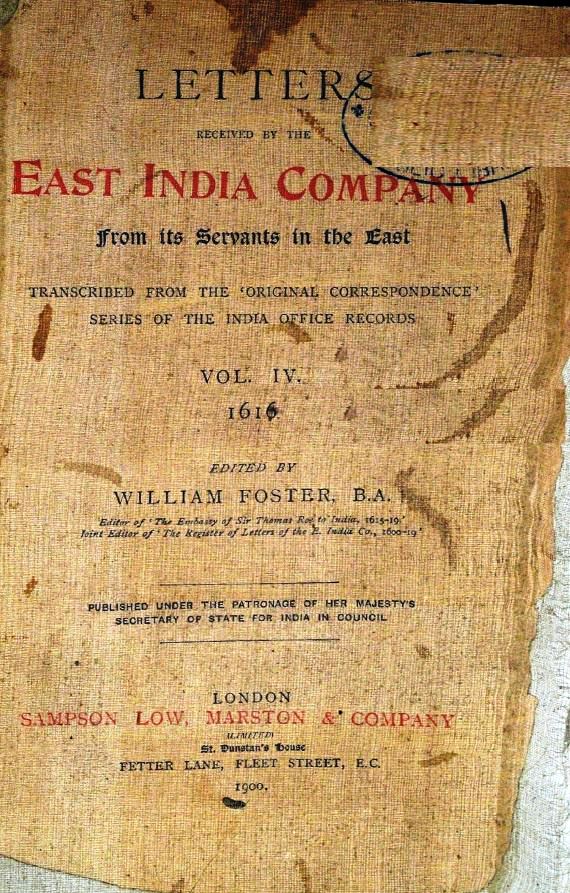 LETTERS
RECEIVED BY THE
EAST INDIA COMPANY
From its Servants in the East
TRANSCRIBED FROM THE 'ORIGINAL CORRESPONDENCE'
SERIES OF THE INDIA OFFICE RECORDS
VOL. IV.
1616
EDITED BY
WILLIAM FOSTER, B.A.
Editor of 'The Embassy of Sir Thomas Roe to India, 1615-19'
Joint Editor of 'The Register of Letters of the E. India Co., 1600-19'
PUBLISHED UNDER THE PATRONAGE OF HER MAJESTY'S
SECRETARY OF STATE FOR INDIA IN COUNCIL
LONDON
SAMPSON LOW, MARSTON & COMPANY
(LIMITED)
St. Dunstan's House
FETTER LANE, FLEET STREET, E.C.
1900.